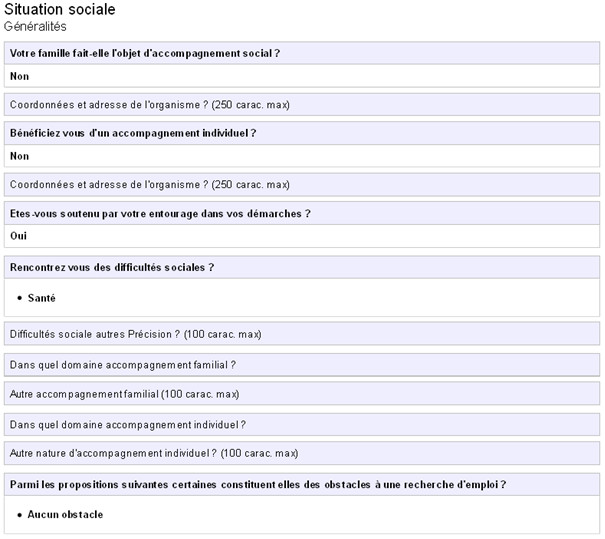 Situation sociale
Généralités
Votre famille fait-elle l'objet d'accompagnement social ?
Non
Coordonnées et adresse de l'organisme ? (250 carac. max)
Bénéficiez vous d'un accompagnement individuel ?
Non
Coordonnées et adresse de l'organisme ? (250 carac. max)
Etes-vous soutenu par votre entourage dans vos démarches ?
Oui
Rencontrez vous des difficultés sociales ?
• Santé
Difficultés sociale autres Précision ? (100 carac. max)
Dans quel domaine accompagnement familial ?
Autre accompagnement familial (100 carac. max)
Dans quel domaine accompagnement individuel ?
Autre nature d'accompagnement individuel ? (100 carac. max)
Parmi les propositions suivantes certaines constituent elles des obstacles à une recherche d'emploi ?
• Aucun obstacle